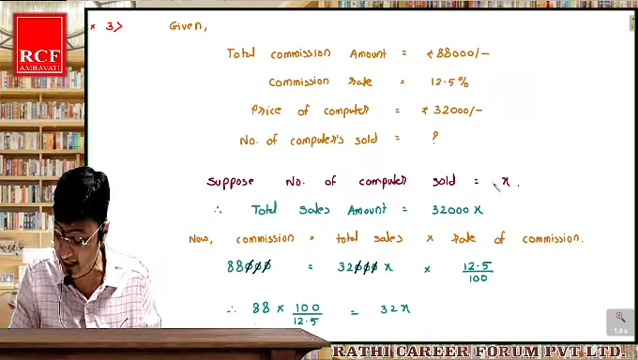 RCF
AMRAVATI
* 3>
Given,
Total commission Amount = ₹88000/-
Commission rate = 12.5%
Price of computer = ₹32000/-
No. of computer's sold = ?
Suppose No. of computer sold = x.
∴ Total Sales Amount = 32000 x
Now, commission = total sales × Rate of commission.
88000 = 32000 x × 12.5/100
∴ 88 × 100/12.5 = 32x
1.4x
RATHI CAREER FORUM PVT LTD